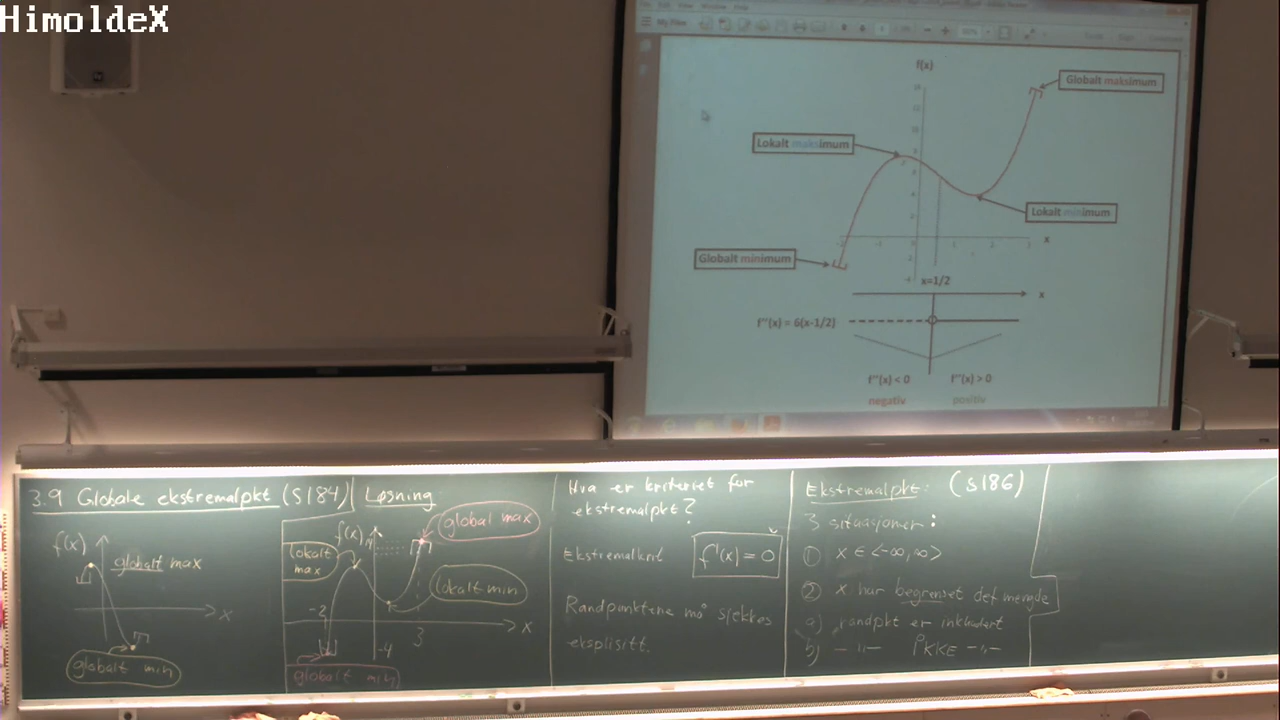 HimoldeX
My Files
f(x)
Globalt maksimum
Lokalt maksimum
Lokalt minimum
Globalt minimum
x
x=1/2
x
f''(x) = 6(x-1/2)
f''(x) < 0
f''(x) > 0
negativ
positiv
3.9 Globale ekstremalpkt (S184)
f(x)
globalt max
x
globalt min
Løsning
f(x)
global max
lokalt
max
lokalt min
-2
3
x
-4
globalt min
Hva er kriteriet for
ekstremalpkt?
Ekstremalkrit
f'(x) = 0
Randpunktene må sjekkes
eksplisitt.
Ekstremalpkt: (S186)
3 situasjoner:
① x ∈ <-∞,∞>
② x har begrenset def mengde
a) randpkt er inkludert
b) -"- IKKE -"-